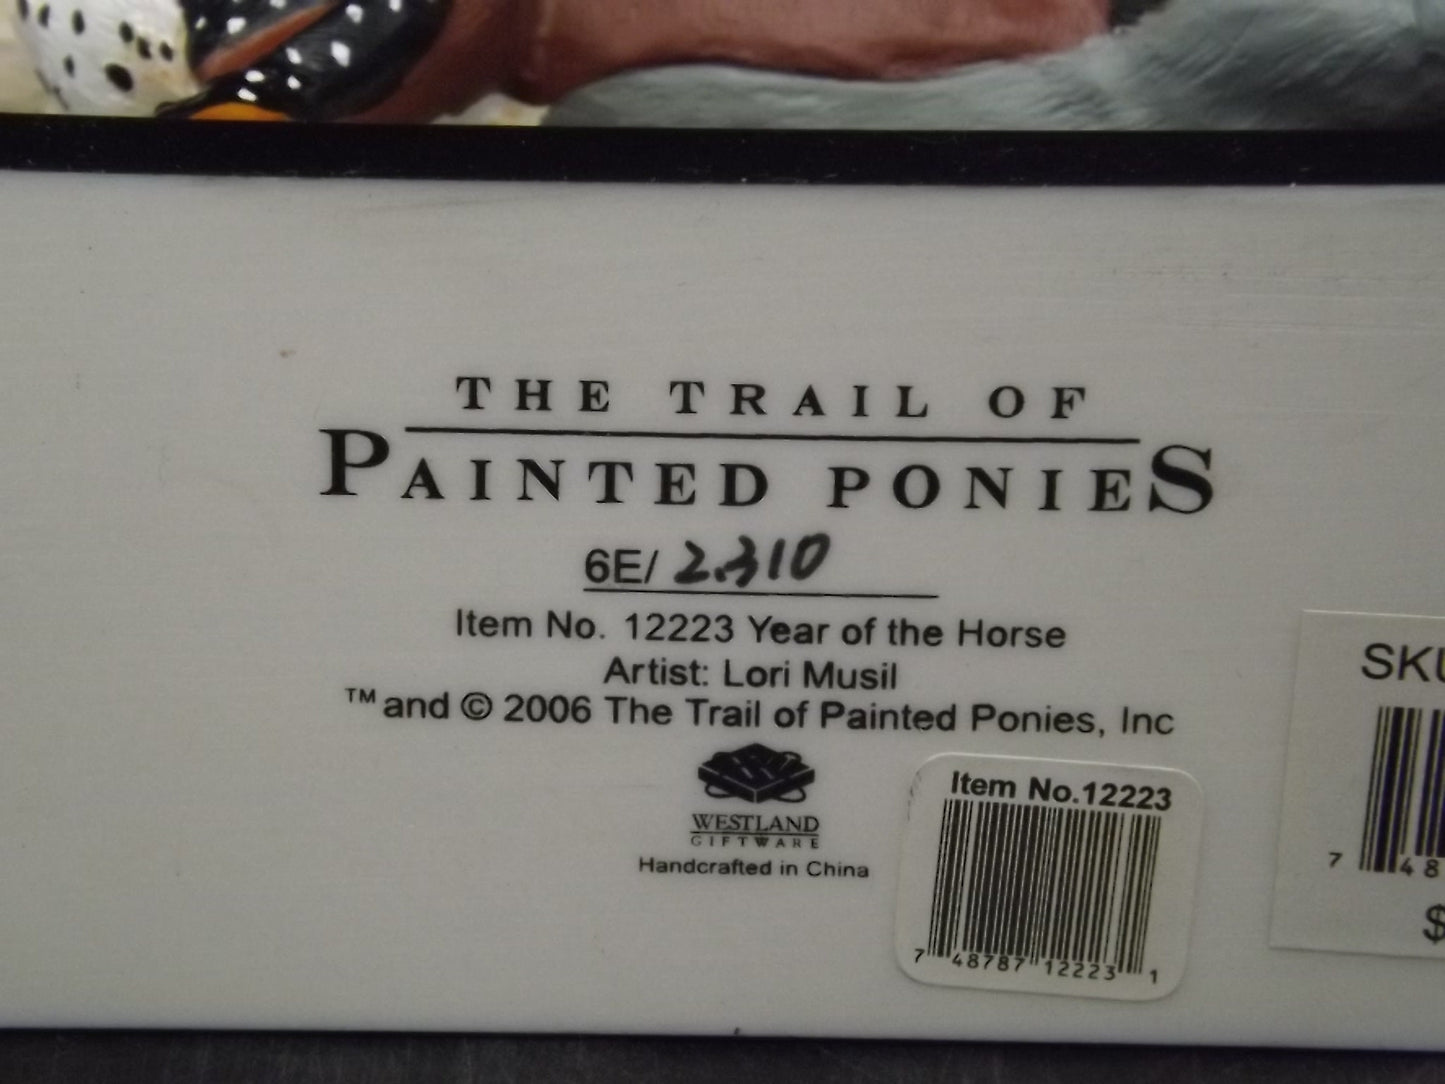 THE TRAIL OF
PAINTED PONIES
6E/ 2.310
Item No. 12223 Year of the Horse
Artist: Lori Musil
™ and © 2006 The Trail of Painted Ponies, Inc
WESTLAND
GIFTWARE
Handcrafted in China
Item No.12223
7 48787 12223 1
SKU
7 48
$